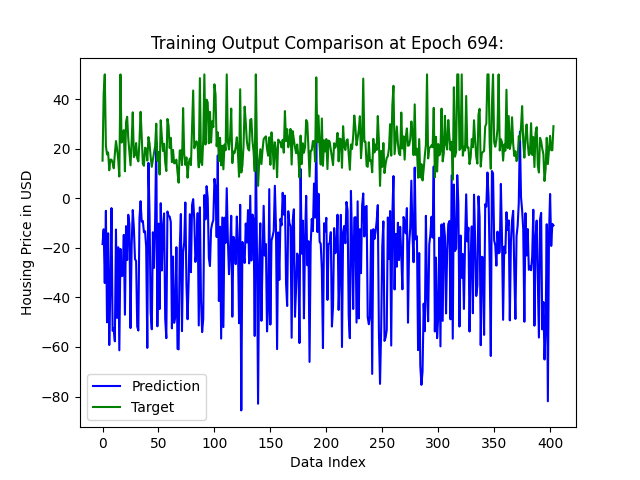 Training Output Comparison at Epoch 694:
Housing Price in USD
40
20
0
−20
−40
−60
−80
Prediction
Target
0 50 100 150 200 250 300 350 400
Data Index